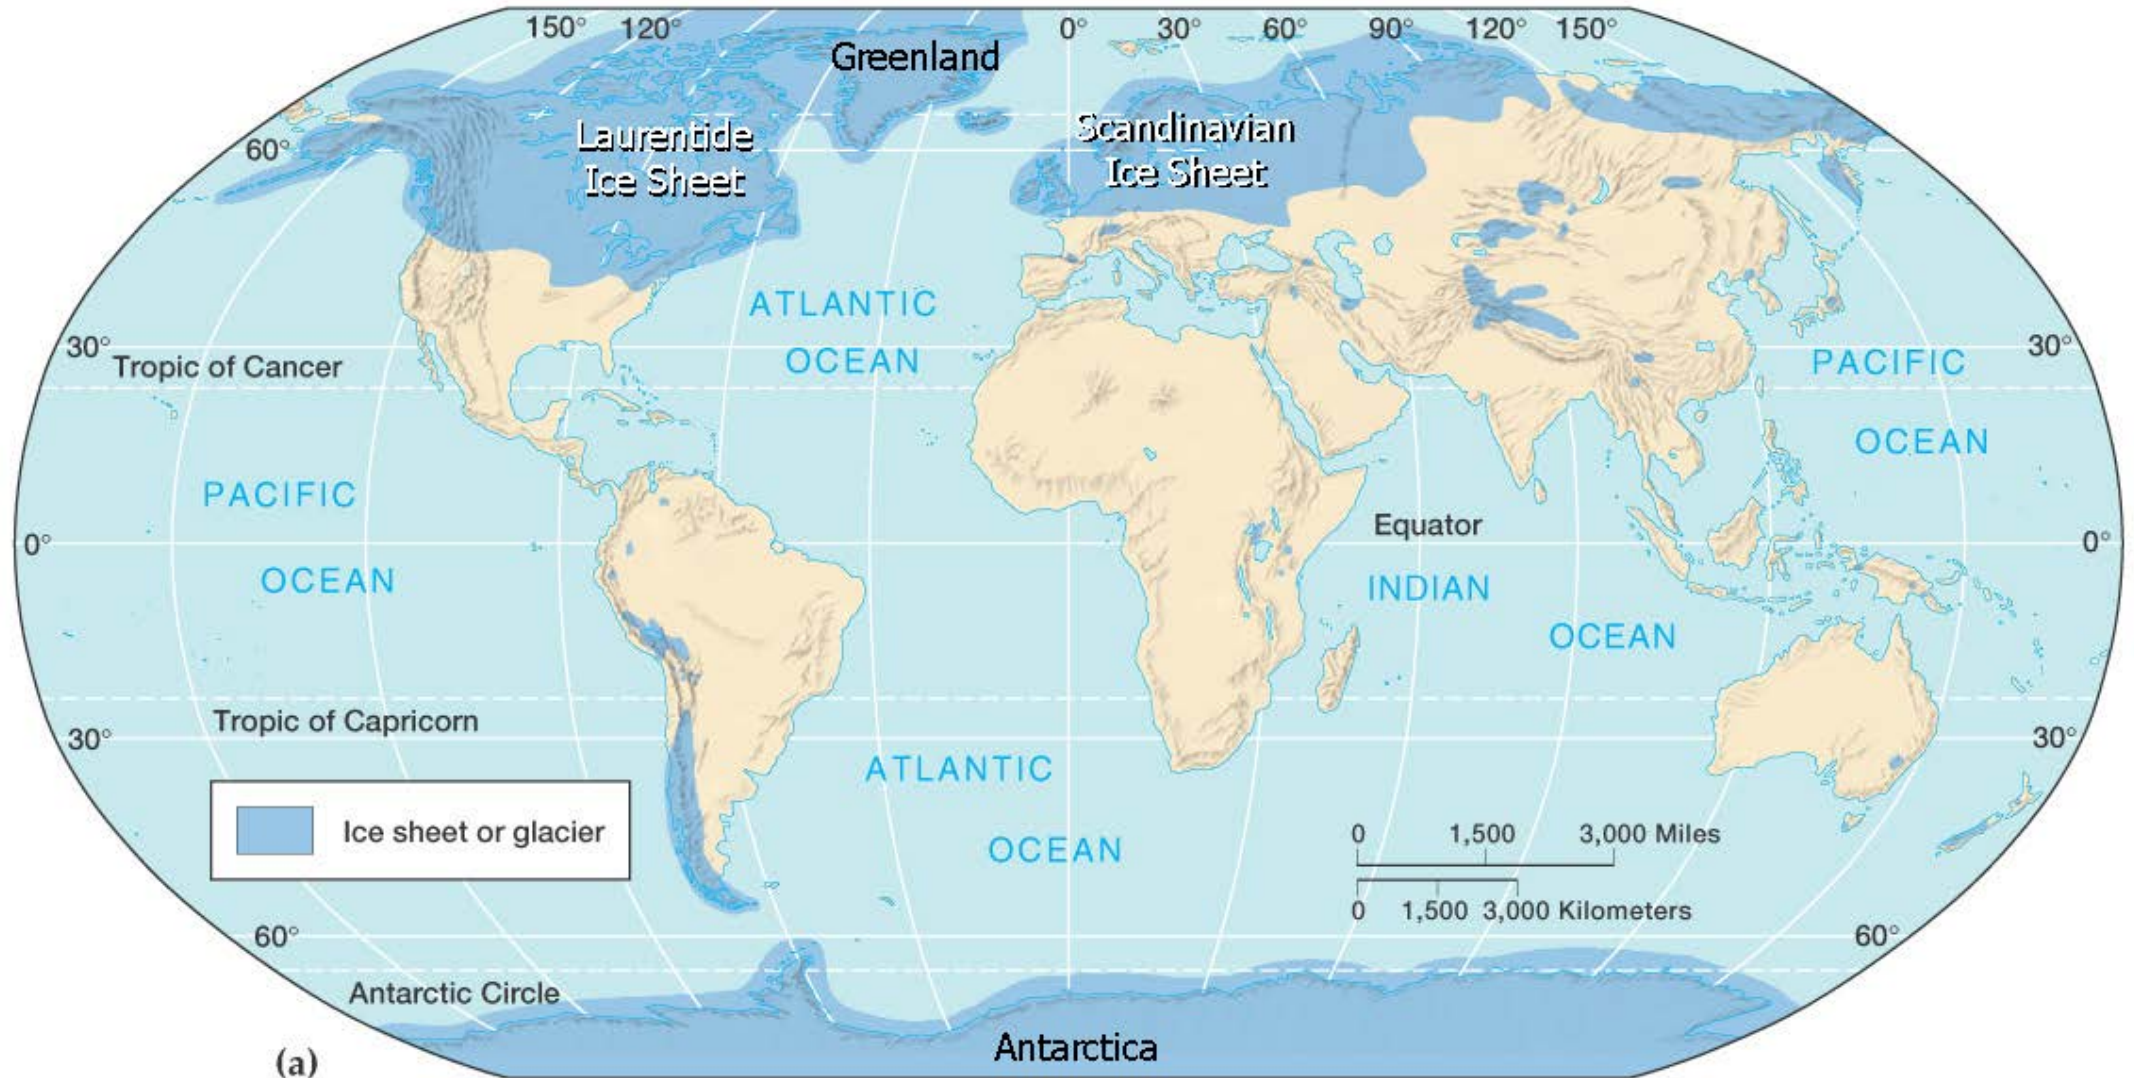 150° 120° 0° 30° 60° 90° 120° 150°
Greenland
Laurentide
Ice Sheet
Scandinavian
Ice Sheet
60°
ATLANTIC
OCEAN
30° 30°
Tropic of Cancer
PACIFIC
OCEAN
PACIFIC
OCEAN
Equator
0° 0°
INDIAN
OCEAN
Tropic of Capricorn
30° 30°
ATLANTIC
OCEAN
Ice sheet or glacier
0 1,500 3,000 Miles
0 1,500 3,000 Kilometers
60° 60°
Antarctic Circle
Antarctica
(a)